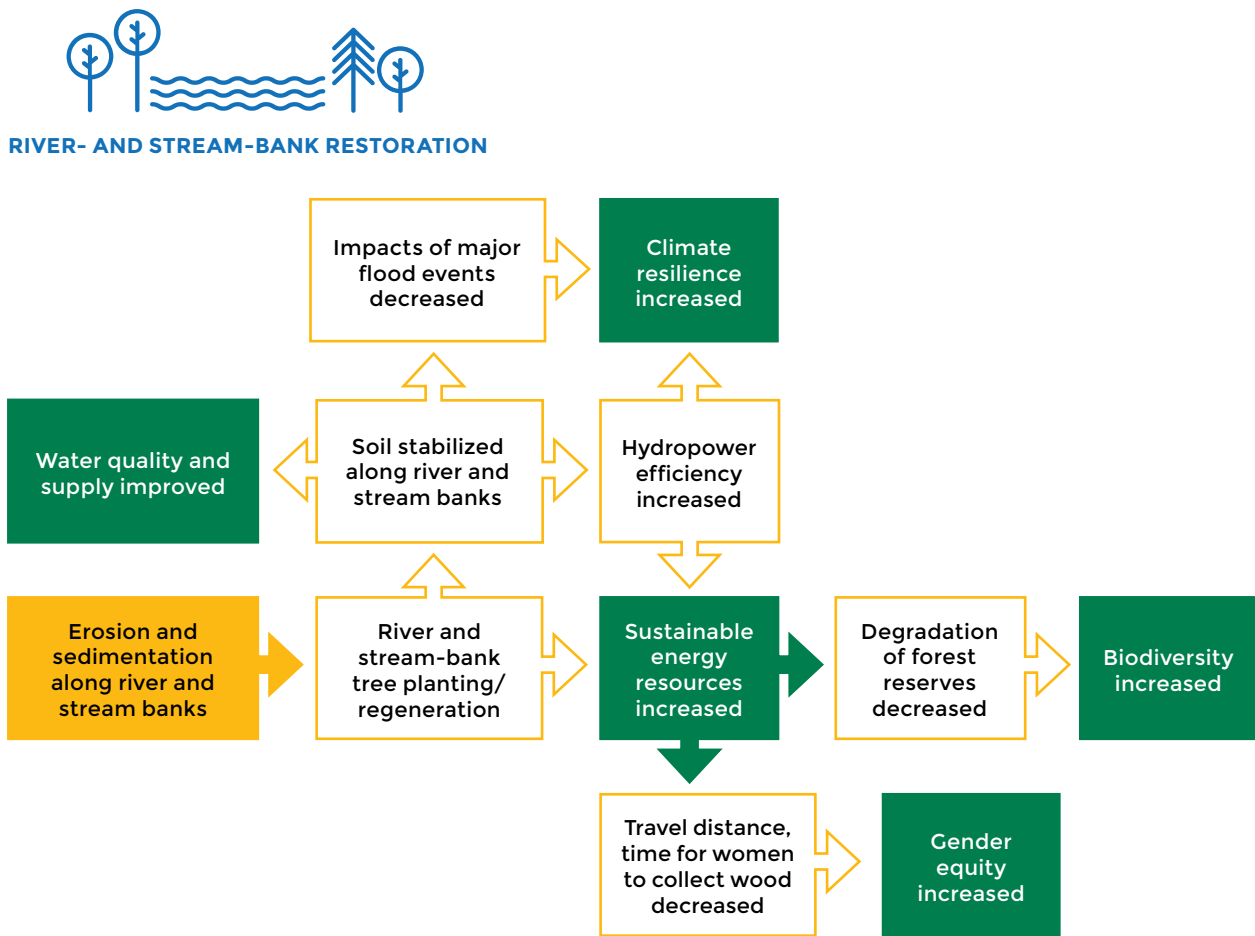 RIVER- AND STREAM-BANK RESTORATION
Impacts of major
flood events
decreased
Climate
resilience
increased
Water quality and
supply improved
Soil stabilized
along river and
stream banks
Hydropower
efficiency
increased
Erosion and
sedimentation
along river and
stream banks
River and
stream-bank
tree planting/
regeneration
Sustainable
energy
resources
increased
Degradation
of forest
reserves
decreased
Biodiversity
increased
Travel distance,
time for women
to collect wood
decreased
Gender
equity
increased